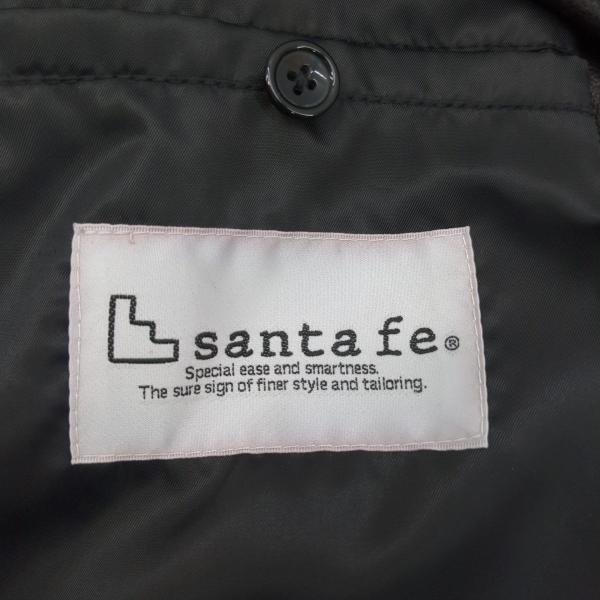 santa fe®
Special ease and smartness.
The sure sign of finer style and tailoring.